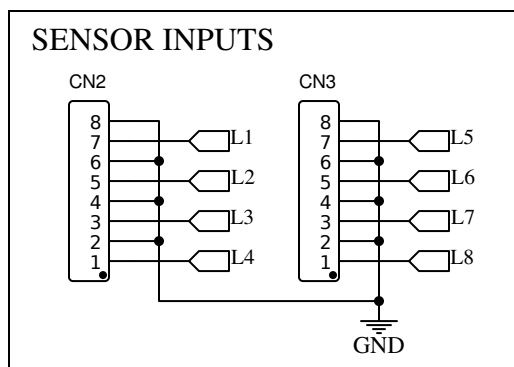 SENSOR INPUTS
CN2
8
7 L1
6
5 L2
4
3 L3
2
1 L4
CN3
8
7 L5
6
5 L6
4
3 L7
2
1 L8
GND